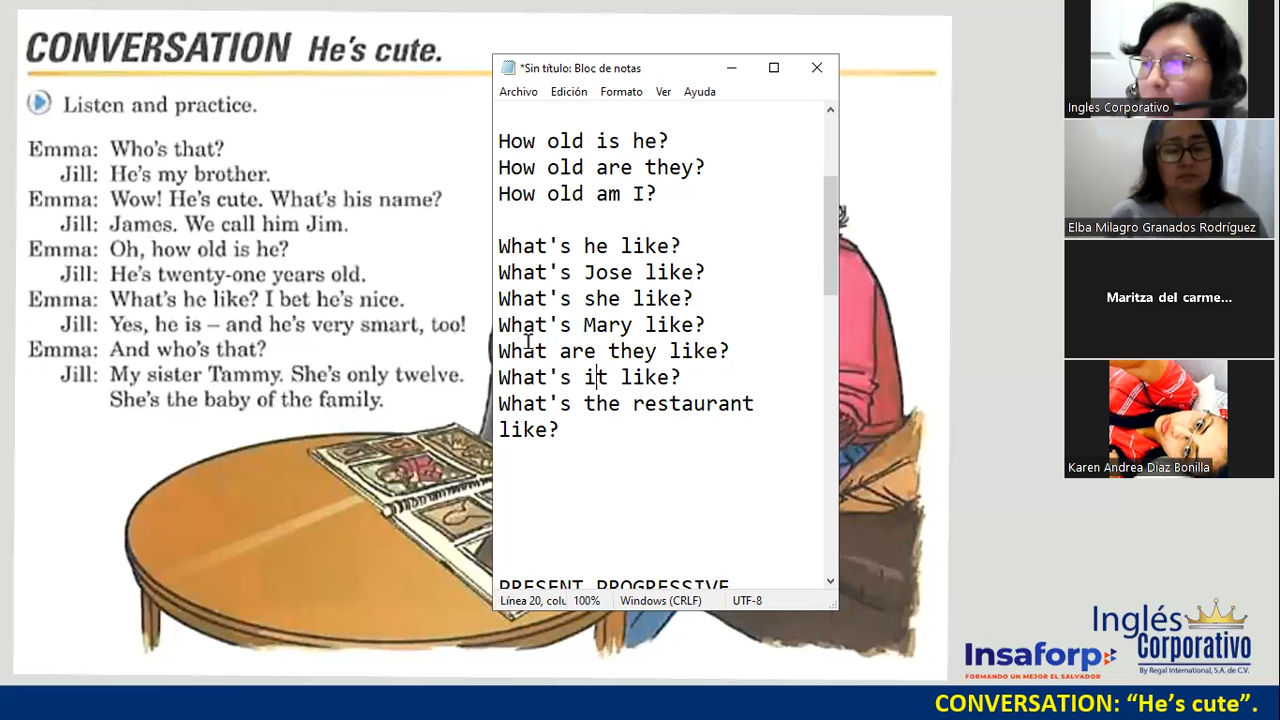 CONVERSATION He's cute.
Listen and practice.
Emma: Who's that?
Jill: He's my brother.
Emma: Wow! He's cute. What's his name?
Jill: James. We call him Jim.
Emma: Oh, how old is he?
Jill: He's twenty-one years old.
Emma: What's he like? I bet he's nice.
Jill: Yes, he is – and he's very smart, too!
Emma: And who's that?
Jill: My sister Tammy. She's only twelve.
She's the baby of the family.
*Sin título: Bloc de notas
Archivo Edición Formato Ver Ayuda
How old is he?
How old are they?
How old am I?
What's he like?
What's Jose like?
What's she like?
What's Mary like?
What are they like?
What's it like?
What's the restaurant
like?
PRESENT PROGRESSIVE
Línea 20, colu 100% Windows (CRLF) UTF-8
Ingles Corporativo
Elba Milagro Granados Rodríguez
Maritza del carme...
Karen Andrea Diaz Bonilla
Insaforp
FORMANDO UN MEJOR EL SALVADOR
Inglés
Corporativo
By Regal International, S.A. de C.V.
CONVERSATION: “He's cute”.